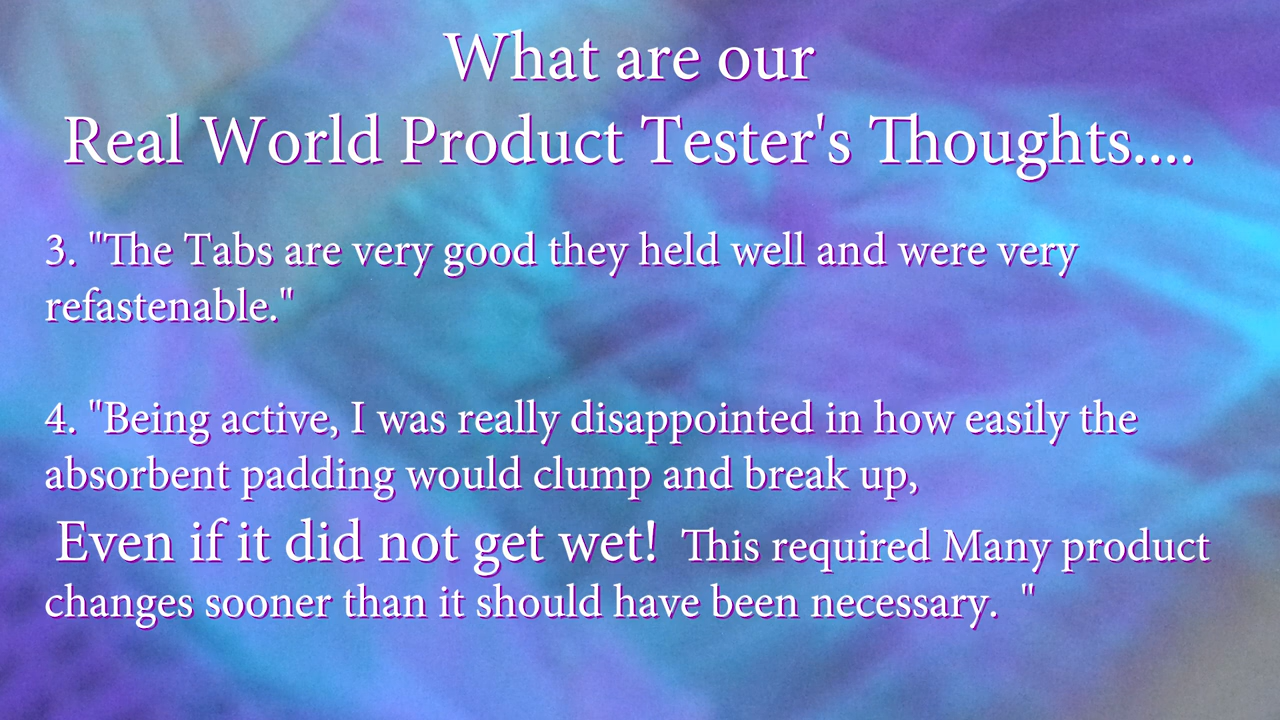 What are our
Real World Product Tester's Thoughts....
3. "The Tabs are very good they held well and were very
refastenable."
4. "Being active, I was really disappointed in how easily the
absorbent padding would clump and break up,
Even if it did not get wet! This required Many product
changes sooner than it should have been necessary. "